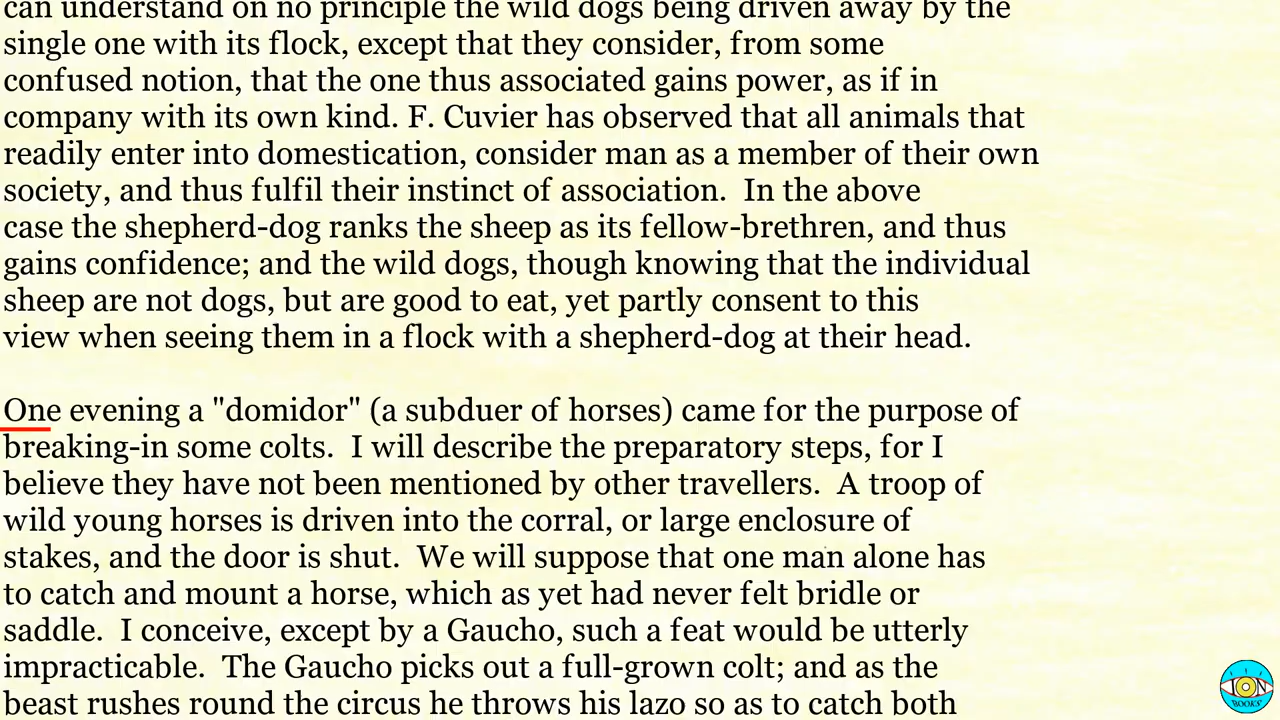 can understand on no principle the wild dogs being driven away by the
single one with its flock, except that they consider, from some
confused notion, that the one thus associated gains power, as if in
company with its own kind. F. Cuvier has observed that all animals that
readily enter into domestication, consider man as a member of their own
society, and thus fulfil their instinct of association.  In the above
case the shepherd-dog ranks the sheep as its fellow-brethren, and thus
gains confidence; and the wild dogs, though knowing that the individual
sheep are not dogs, but are good to eat, yet partly consent to this
view when seeing them in a flock with a shepherd-dog at their head.
One evening a "domidor" (a subduer of horses) came for the purpose of
breaking-in some colts.  I will describe the preparatory steps, for I
believe they have not been mentioned by other travellers.  A troop of
wild young horses is driven into the corral, or large enclosure of
stakes, and the door is shut.  We will suppose that one man alone has
to catch and mount a horse, which as yet had never felt bridle or
saddle.  I conceive, except by a Gaucho, such a feat would be utterly
impracticable.  The Gaucho picks out a full-grown colt; and as the
beast rushes round the circus he throws his lazo so as to catch both
ION
BOOKS